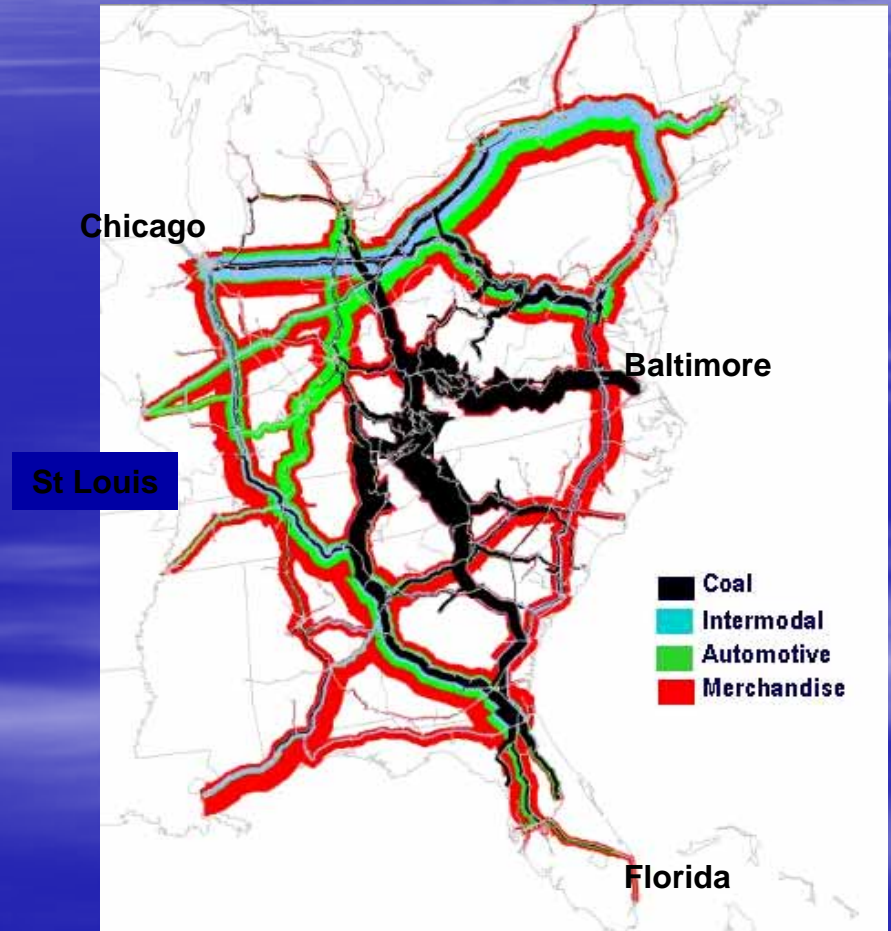 Chicago
Baltimore
St Louis
Coal
Intermodal
Automotive
Merchandise
Florida